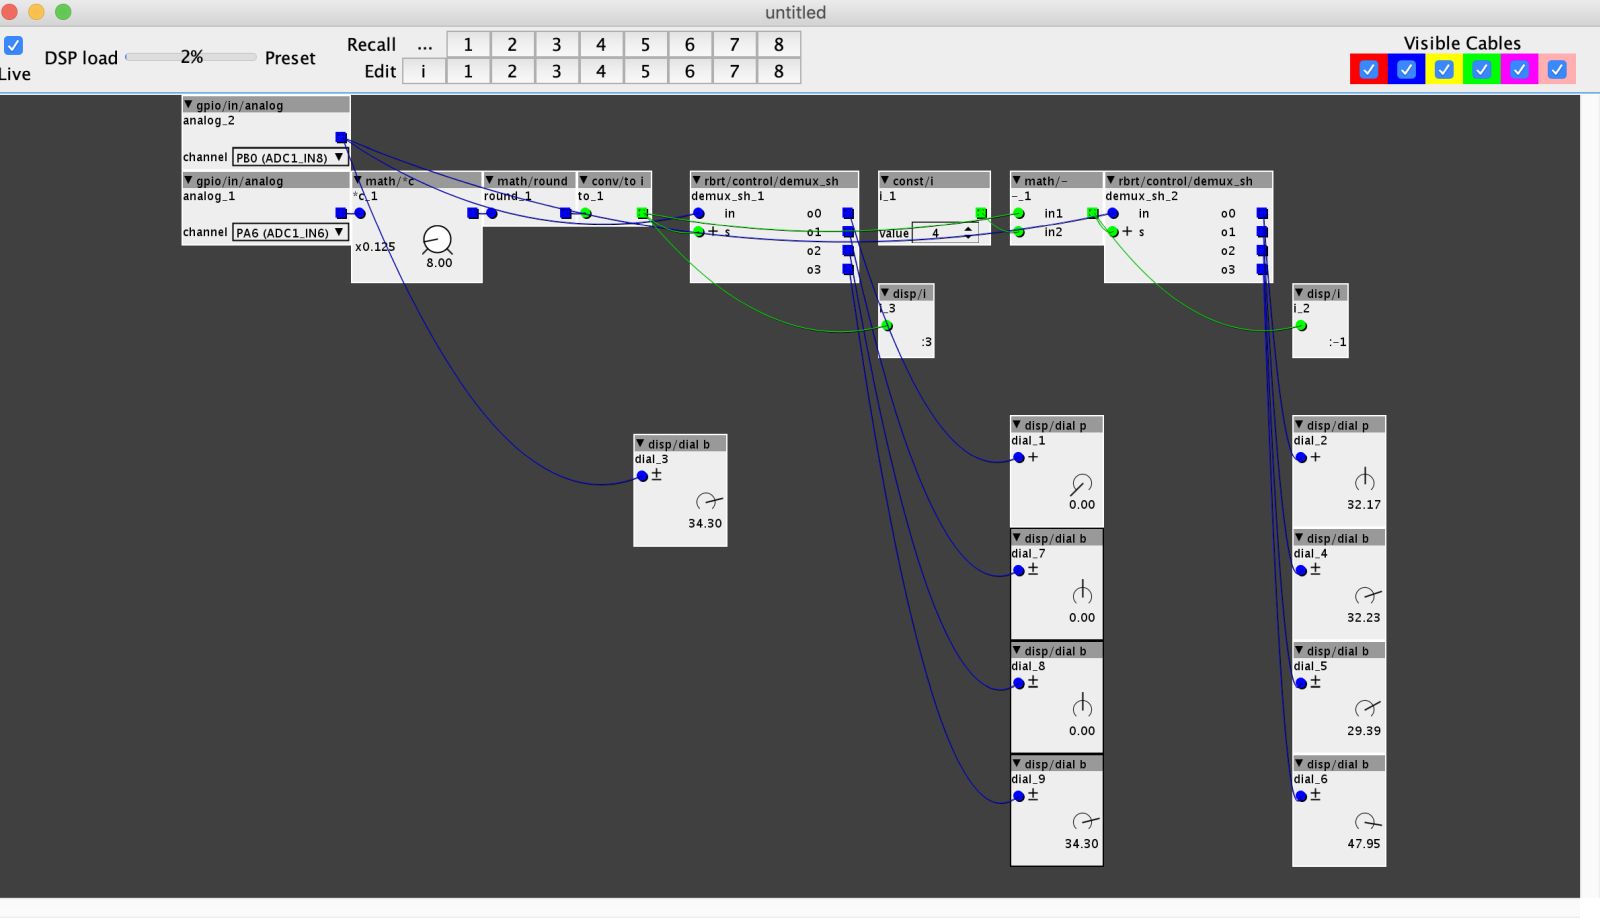 untitled
Live
DSP load 2% Preset
Recall ... 1 2 3 4 5 6 7 8
Edit i 1 2 3 4 5 6 7 8
Visible Cables
gpio/in/analog
analog_2
channel PB0 (ADC1_IN8)
gpio/in/analog
analog_1
channel PA6 (ADC1_IN6)
math/*c
*c_1
x0.125
8.00
math/round
round_1
conv/to i
to_1
rbrt/control/demux_sh
demux_sh_1
in o0
+ s o1
o2
o3
const/i
i_1
value 4
math/-
-_1
in1
in2
rbrt/control/demux_sh
demux_sh_2
in o0
+ s o1
o2
o3
disp/i
i_3
:3
disp/i
i_2
:-1
disp/dial b
dial_3
±
34.30
disp/dial p
dial_1
+
0.00
disp/dial b
dial_7
±
0.00
disp/dial b
dial_8
±
0.00
disp/dial b
dial_9
±
34.30
disp/dial p
dial_2
+
32.17
disp/dial b
dial_4
±
32.23
disp/dial b
dial_5
±
29.39
disp/dial b
dial_6
±
47.95